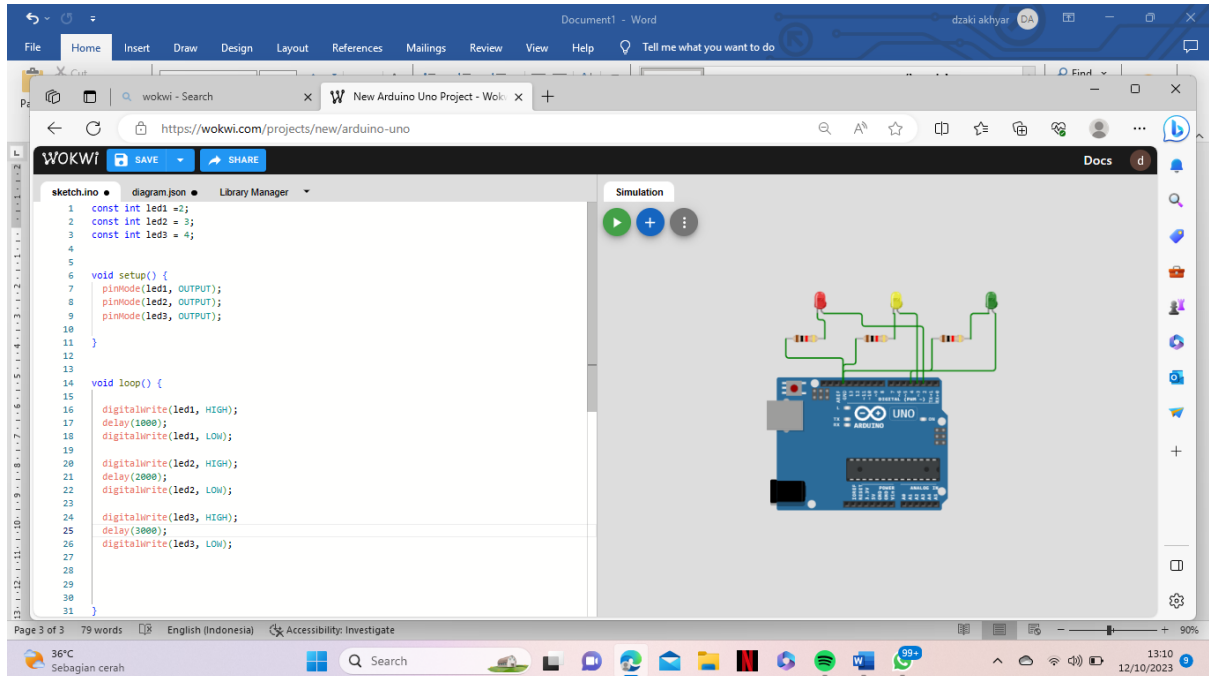 Document1 - Word
dzaki akhyar DA
File Home Insert Draw Design Layout References Mailings Review View Help Tell me what you want to do
Cut
Find
wokwi - Search
New Arduino Uno Project - Wok
https://wokwi.com/projects/new/arduino-uno
WOKWi SAVE SHARE
Docs d
sketch.ino ● diagram.json ● Library Manager
Simulation
1 const int led1 =2;
2 const int led2 = 3;
3 const int led3 = 4;
4
5
6 void setup() {
7 pinMode(led1, OUTPUT);
8 pinMode(led2, OUTPUT);
9 pinMode(led3, OUTPUT);
10
11 }
12
13
14 void loop() {
15
16 digitalWrite(led1, HIGH);
17 delay(1000);
18 digitalWrite(led1, LOW);
19
20 digitalWrite(led2, HIGH);
21 delay(2000);
22 digitalWrite(led2, LOW);
23
24 digitalWrite(led3, HIGH);
25 delay(3000);
26 digitalWrite(led3, LOW);
27
28
29
30
31 }
DIGITAL (PWM ~)
UNO
ARDUINO
POWER
ANALOG IN
Page 3 of 3 79 words English (Indonesia) Accessibility: Investigate
90%
36°C
Sebagian cerah
Search
99+
13:10
12/10/2023
9